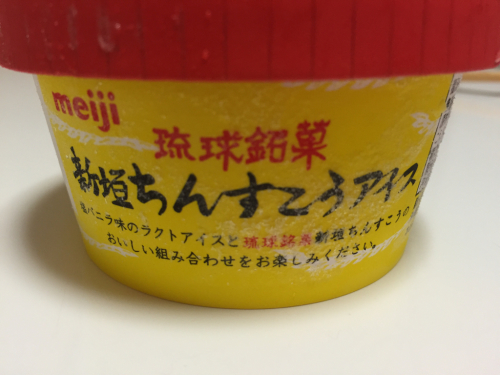 meiji
琉球銘菓
新垣ちんすこうアイス
塩バニラ味のラクトアイスと琉球銘菓新垣ちんすこうの
おいしい組み合わせをお楽しみください。